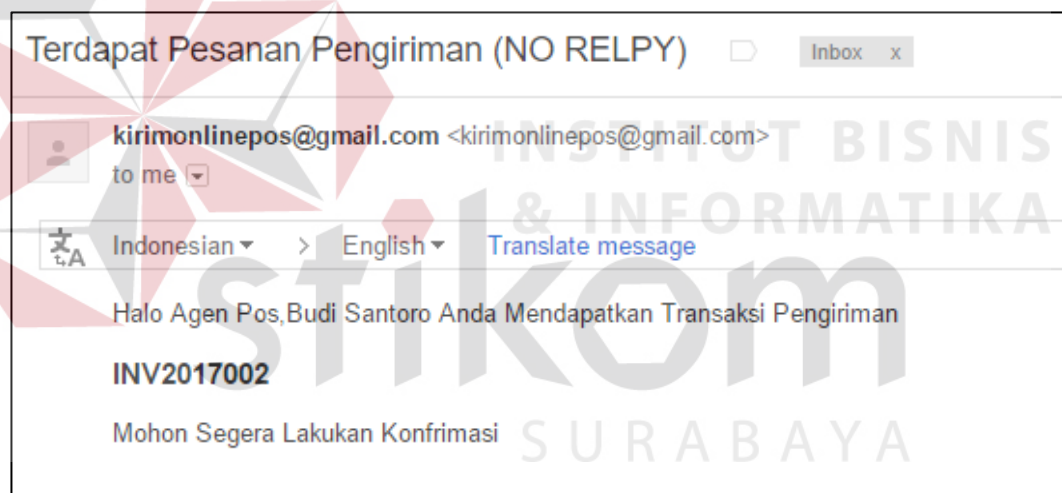 Terdapat Pesanan Pengiriman (NO RELPY) Inbox x
kirimonlinepos@gmail.com <kirimonlinepos@gmail.com>
to me
Indonesian > English Translate message
Halo Agen Pos,Budi Santoro Anda Mendapatkan Transaksi Pengiriman
INV2017002
Mohon Segera Lakukan Konfrimasi
INSTITUT BISNIS
& INFORMATIKA
stikom
SURABAYA